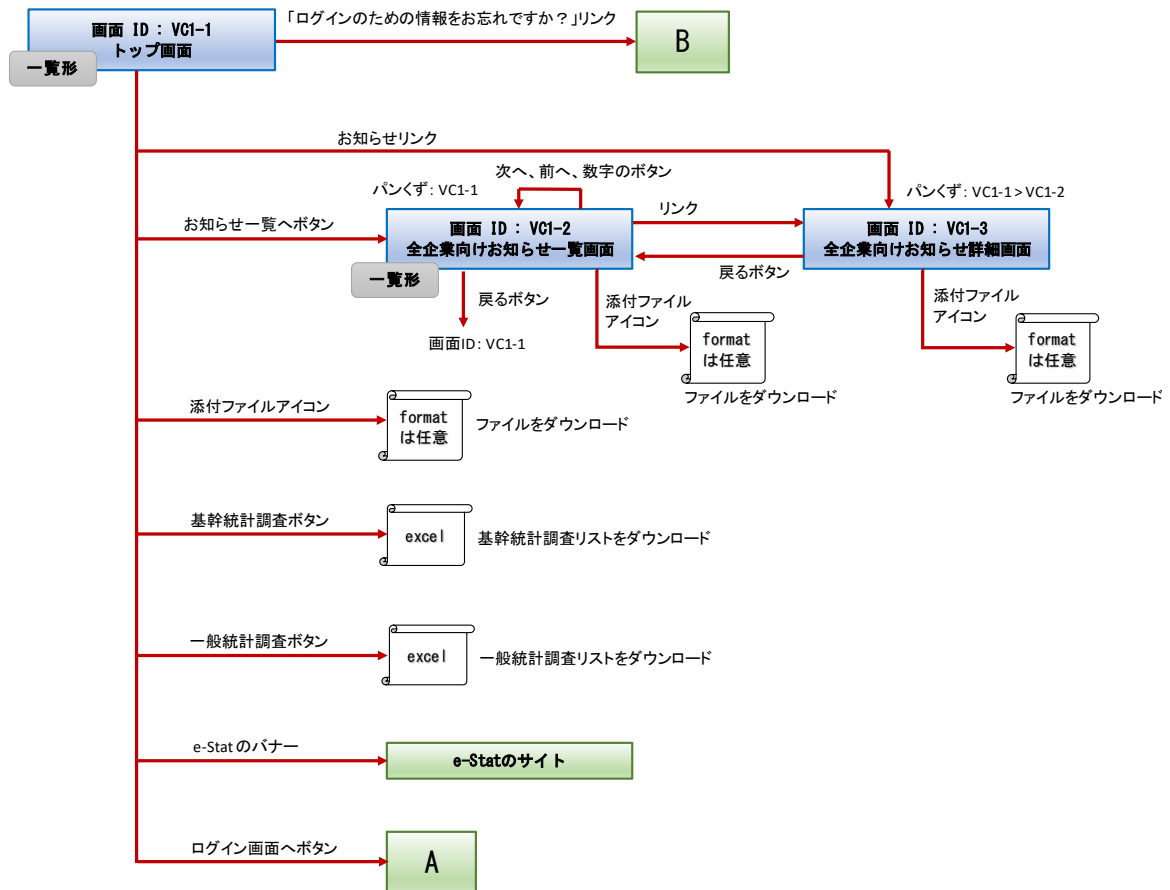 画面 ID : VC1-1
トップ画面
一覧形
「ログインのための情報をお忘れですか?」リンク
B
お知らせリンク
次へ、前へ、数字のボタン
パンくず: VC1-1
パンくず: VC1-1>VC1-2
お知らせ一覧へボタン
画面 ID : VC1-2
全企業向けお知らせ一覧画面
一覧形
リンク
戻るボタン
画面 ID : VC1-3
全企業向けお知らせ詳細画面
戻るボタン
画面ID: VC1-1
添付ファイル
アイコン
format
は任意
ファイルをダウンロード
添付ファイル
アイコン
format
は任意
ファイルをダウンロード
添付ファイルアイコン
format
は任意
ファイルをダウンロード
基幹統計調査ボタン
excel
基幹統計調査リストをダウンロード
一般統計調査ボタン
excel
一般統計調査リストをダウンロード
e-Statのバナー
e-Statのサイト
ログイン画面へボタン
A